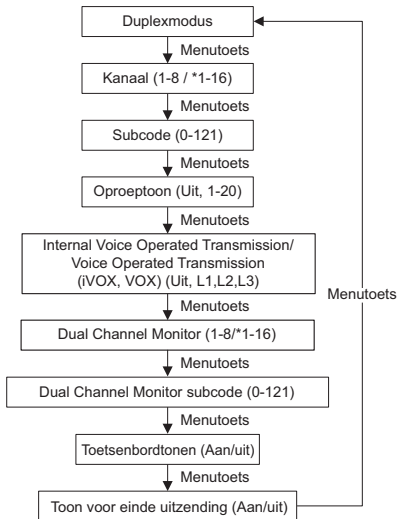 Duplexmodus
Menutoets
Kanaal (1-8 / *1-16)
Menutoets
Subcode (0-121)
Menutoets
Oproeptoon (Uit, 1-20)
Menutoets
Internal Voice Operated Transmission/
Voice Operated Transmission
(iVOX, VOX) (Uit, L1,L2,L3)
Menutoets
Menutoets
Dual Channel Monitor (1-8/*1-16)
Menutoets
Dual Channel Monitor subcode (0-121)
Menutoets
Toetsenbordtonen (Aan/uit)
Menutoets
Toon voor einde uitzending (Aan/uit)